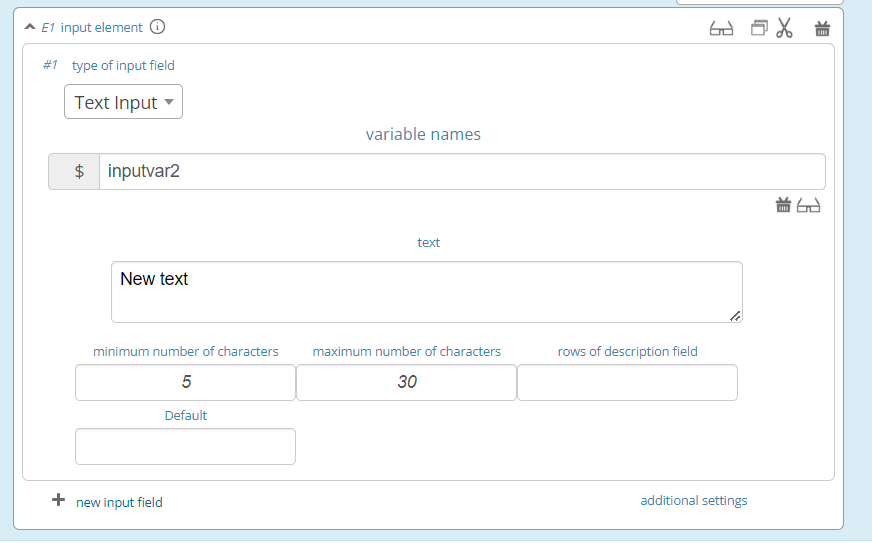 E1 input element i
#1 type of input field
Text Input
variable names
$ inputvar2
text
New text
minimum number of characters maximum number of characters rows of description field
5 30
Default
+ new input field additional settings